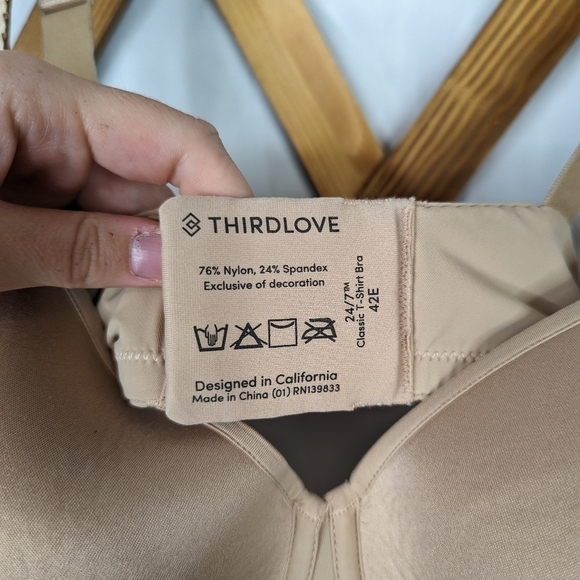 THIRDLOVE
76% Nylon, 24% Spandex
Exclusive of decoration
Designed in California
Made in China (01) RN139833
24/7™
Classic T-Shirt Bra
42E